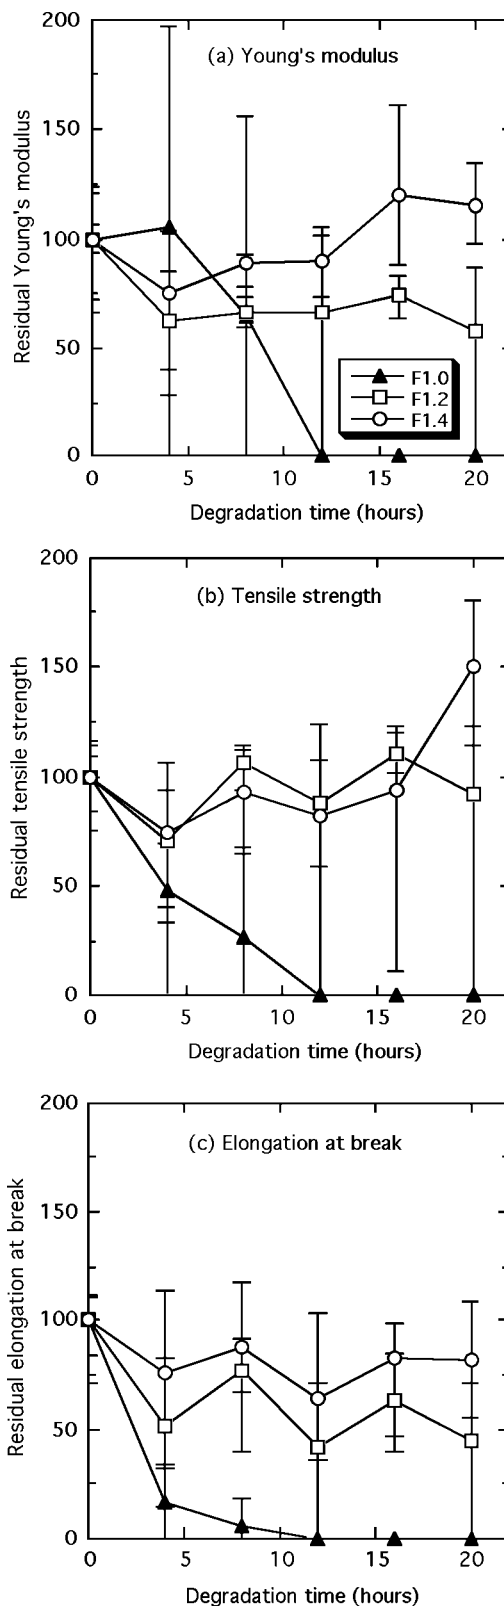 200
(a) Young's modulus
150
100
50
0
Residual Young's modulus
F1.0
F1.2
F1.4
0 5 10 15 20
Degradation time (hours)
200
(b) Tensile strength
150
100
50
0
Residual tensile strength
0 5 10 15 20
Degradation time (hours)
200
(c) Elongation at break
150
100
50
0
Residual elongation at break
0 5 10 15 20
Degradation time (hours)